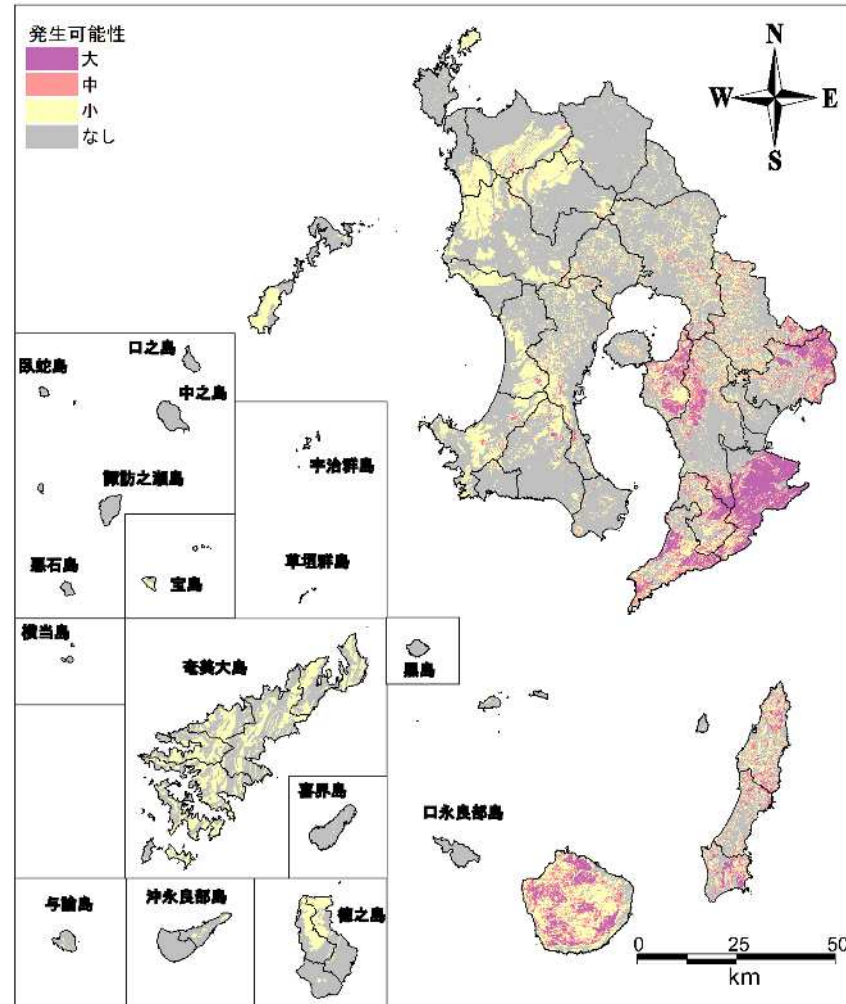 発生可能性
大
中
小
なし
N
W E
S
臥蛇島
口之島
中之島
諏訪之瀬島
悪石島
宝島
宇治群島
草垣群島
横当島
奄美大島
黒島
喜界島
口永良部島
与論島
沖永良部島
徳之島
0 25 50
km